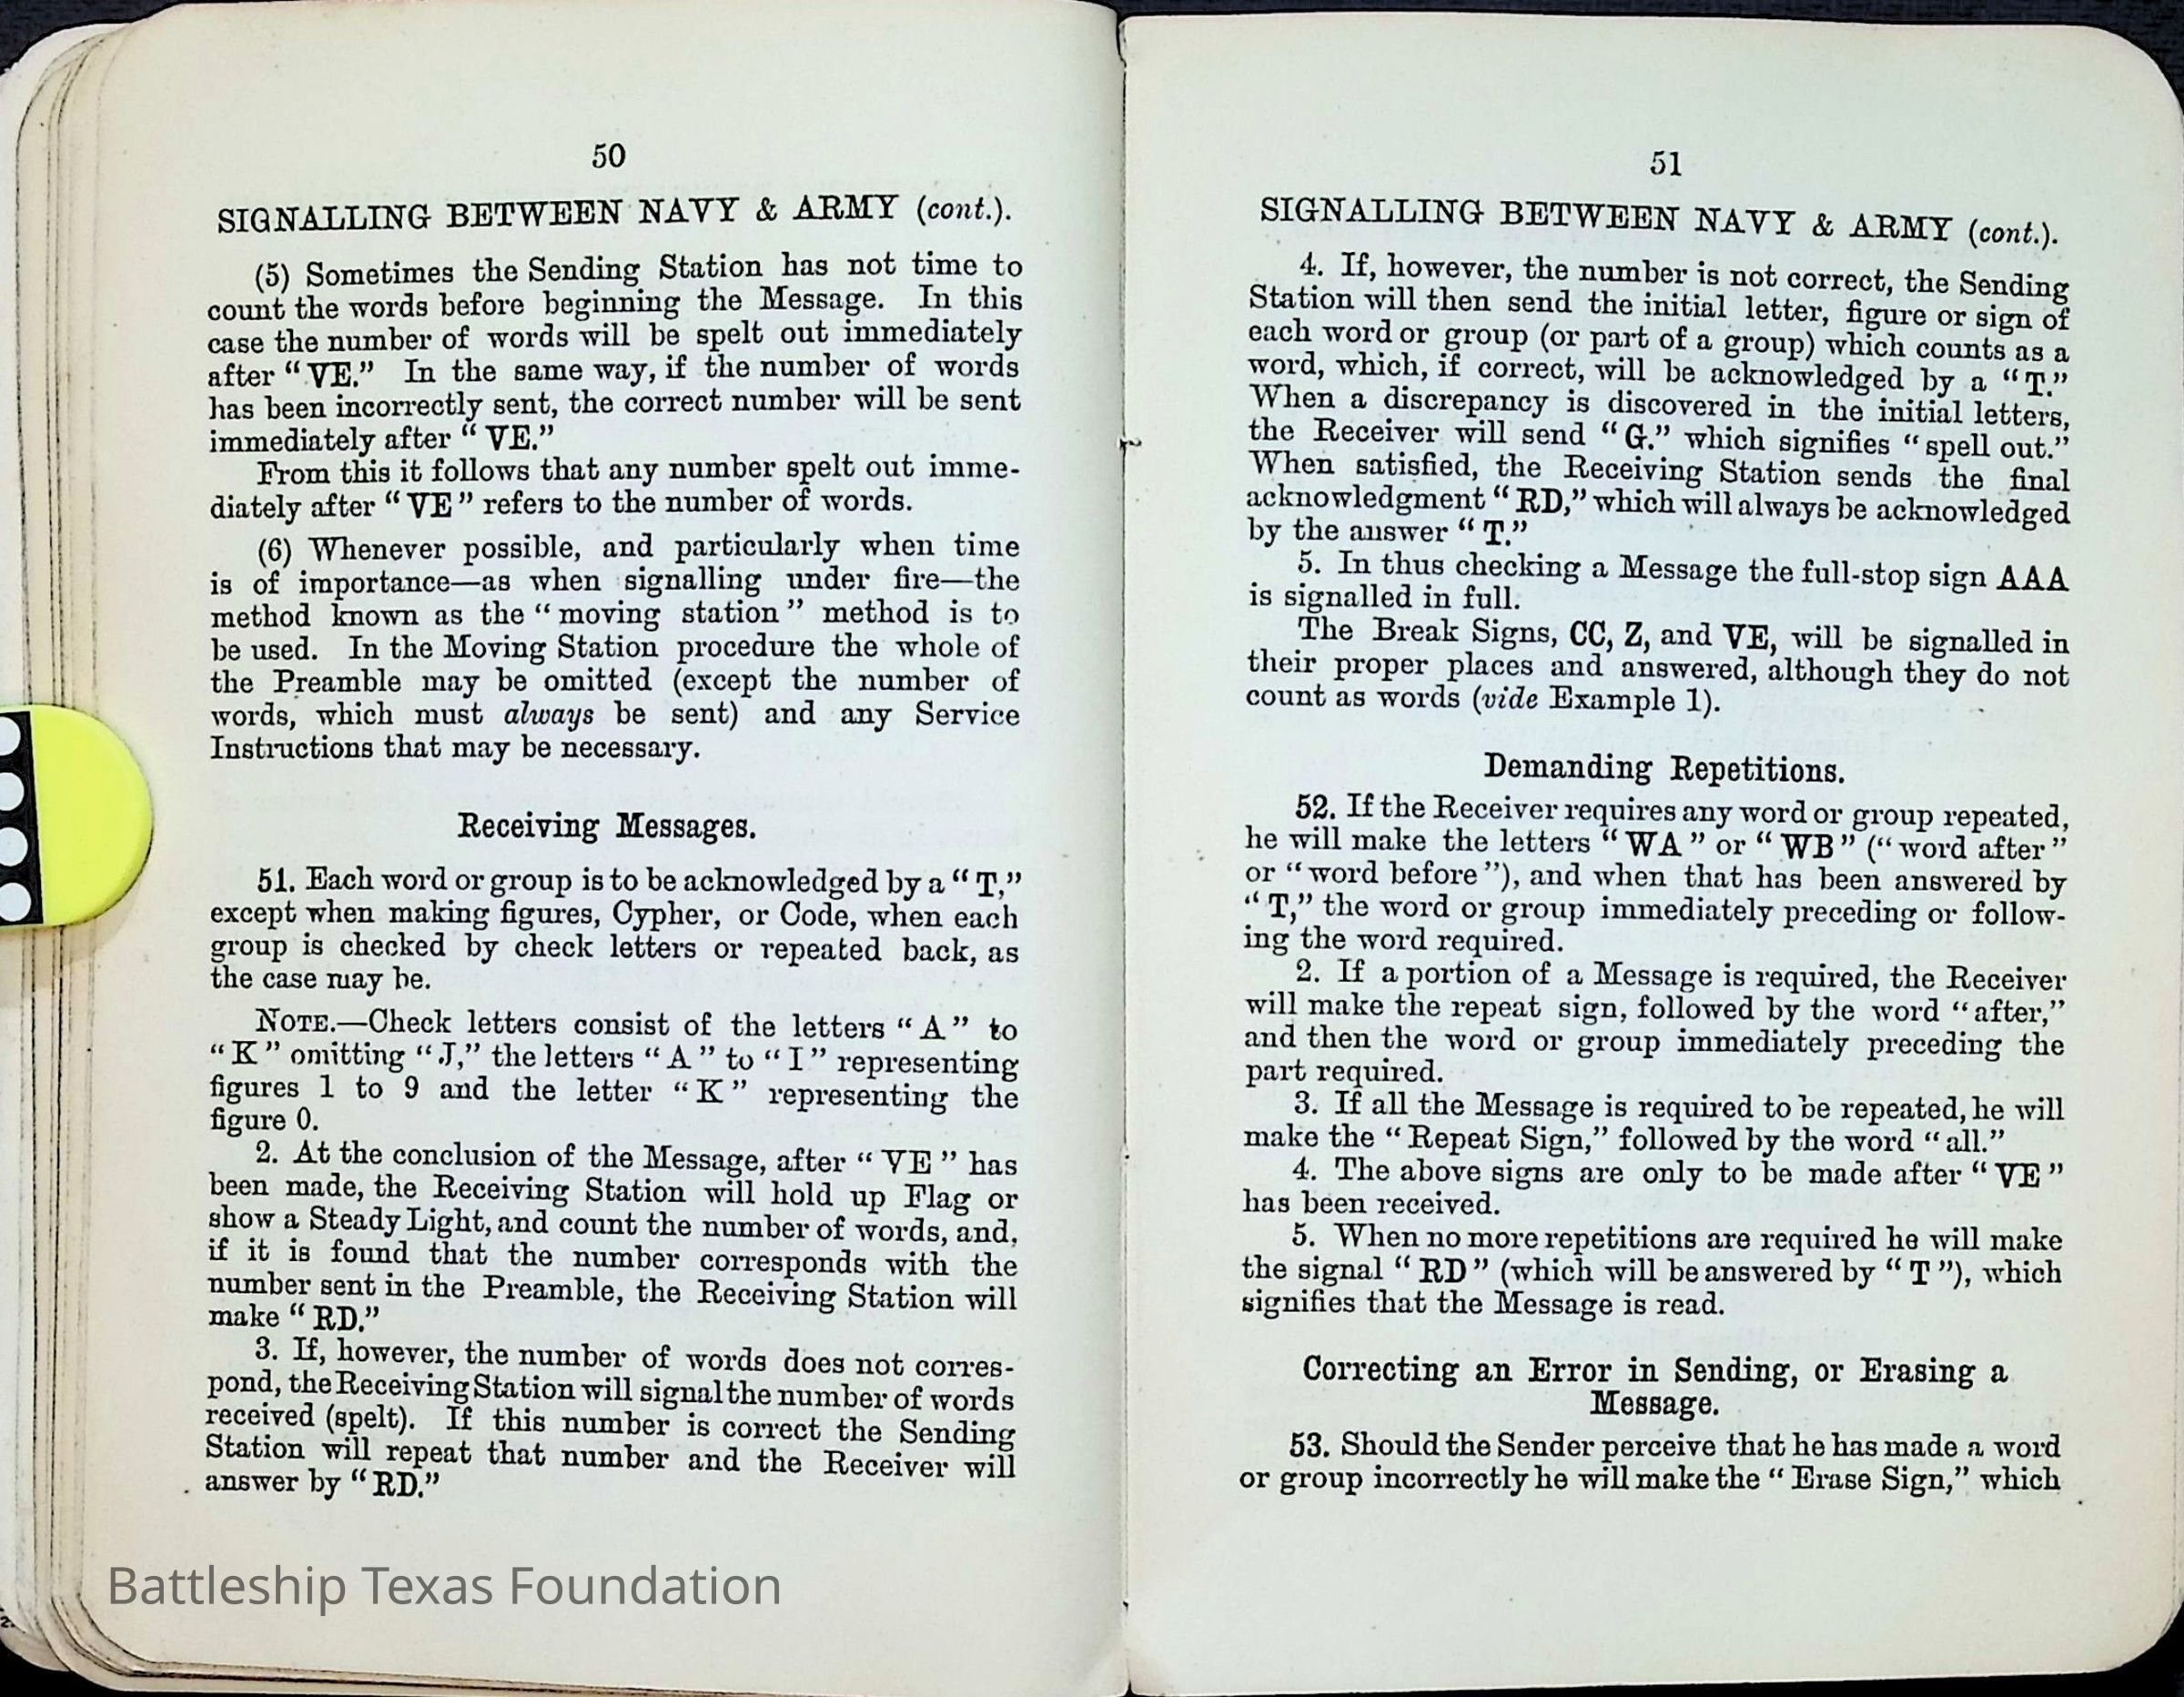 50
SIGNALLING BETWEEN NAVY & ARMY (cont.).
(5) Sometimes the Sending Station has not time to
count the words before beginning the Message. In this
case the number of words will be spelt out immediately
after "VE." In the same way, if the number of words
has been incorrectly sent, the correct number will be sent
immediately after "VE."
From this it follows that any number spelt out imme-
diately after "VE" refers to the number of words.
(6) Whenever possible, and particularly when time
is of importance—as when signalling under fire—the
method known as the "moving station" method is to
be used. In the Moving Station procedure the whole of
the Preamble may be omitted (except the number of
words, which must always be sent) and any Service
Instructions that may be necessary.
Receiving Messages.
51. Each word or group is to be acknowledged by a "T,"
except when making figures, Cypher, or Code, when each
group is checked by check letters or repeated back, as
the case may be.
NOTE.—Check letters consist of the letters "A" to
"K" omitting "J," the letters "A" to "I" representing
figures 1 to 9 and the letter "K" representing the
figure 0.
2. At the conclusion of the Message, after "VE" has
been made, the Receiving Station will hold up Flag or
show a Steady Light, and count the number of words, and,
if it is found that the number corresponds with the
number sent in the Preamble, the Receiving Station will
make "RD."
3. If, however, the number of words does not corres-
pond, the Receiving Station will signal the number of words
received (spelt). If this number is correct the Sending
Station will repeat that number and the Receiver will
answer by "RD."
51
SIGNALLING BETWEEN NAVY & ARMY (cont.).
4. If, however, the number is not correct, the Sending
Station will then send the initial letter, figure or sign of
each word or group (or part of a group) which counts as a
word, which, if correct, will be acknowledged by a "T."
When a discrepancy is discovered in the initial letters,
the Receiver will send "G." which signifies "spell out."
When satisfied, the Receiving Station sends the final
acknowledgment "RD," which will always be acknowledged
by the answer "T."
5. In thus checking a Message the full-stop sign AAA
is signalled in full.
The Break Signs, CC, Z, and VE, will be signalled in
their proper places and answered, although they do not
count as words (vide Example 1).
Demanding Repetitions.
52. If the Receiver requires any word or group repeated,
he will make the letters "WA" or "WB" ("word after"
or "word before"), and when that has been answered by
"T," the word or group immediately preceding or follow-
ing the word required.
2. If a portion of a Message is required, the Receiver
will make the repeat sign, followed by the word "after,"
and then the word or group immediately preceding the
part required.
3. If all the Message is required to be repeated, he will
make the "Repeat Sign," followed by the word "all."
4. The above signs are only to be made after "VE"
has been received.
5. When no more repetitions are required he will make
the signal "RD" (which will be answered by "T"), which
signifies that the Message is read.
Correcting an Error in Sending, or Erasing a
Message.
53. Should the Sender perceive that he has made a word
or group incorrectly he will make the "Erase Sign," which
Battleship Texas Foundation